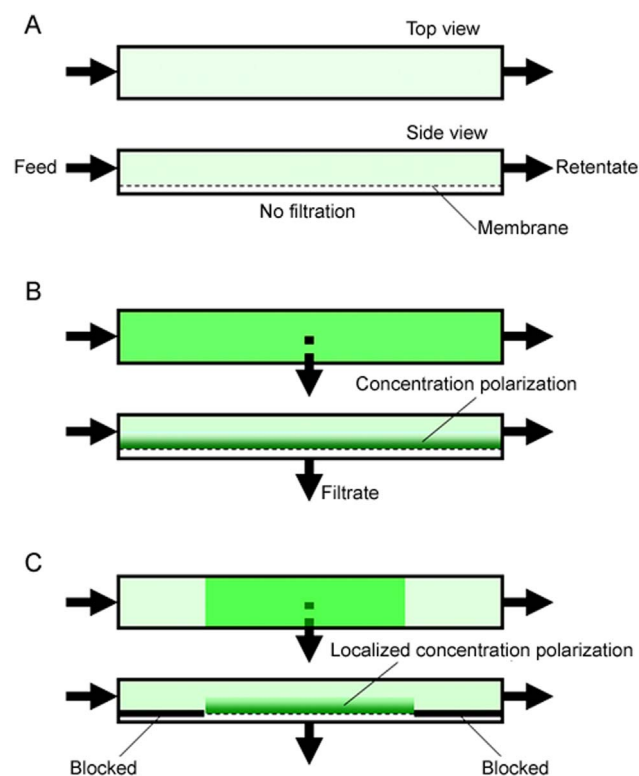 A
Top view
Side view
Feed
Retentate
No filtration
Membrane
B
Concentration polarization
Filtrate
C
Localized concentration polarization
Blocked
Blocked